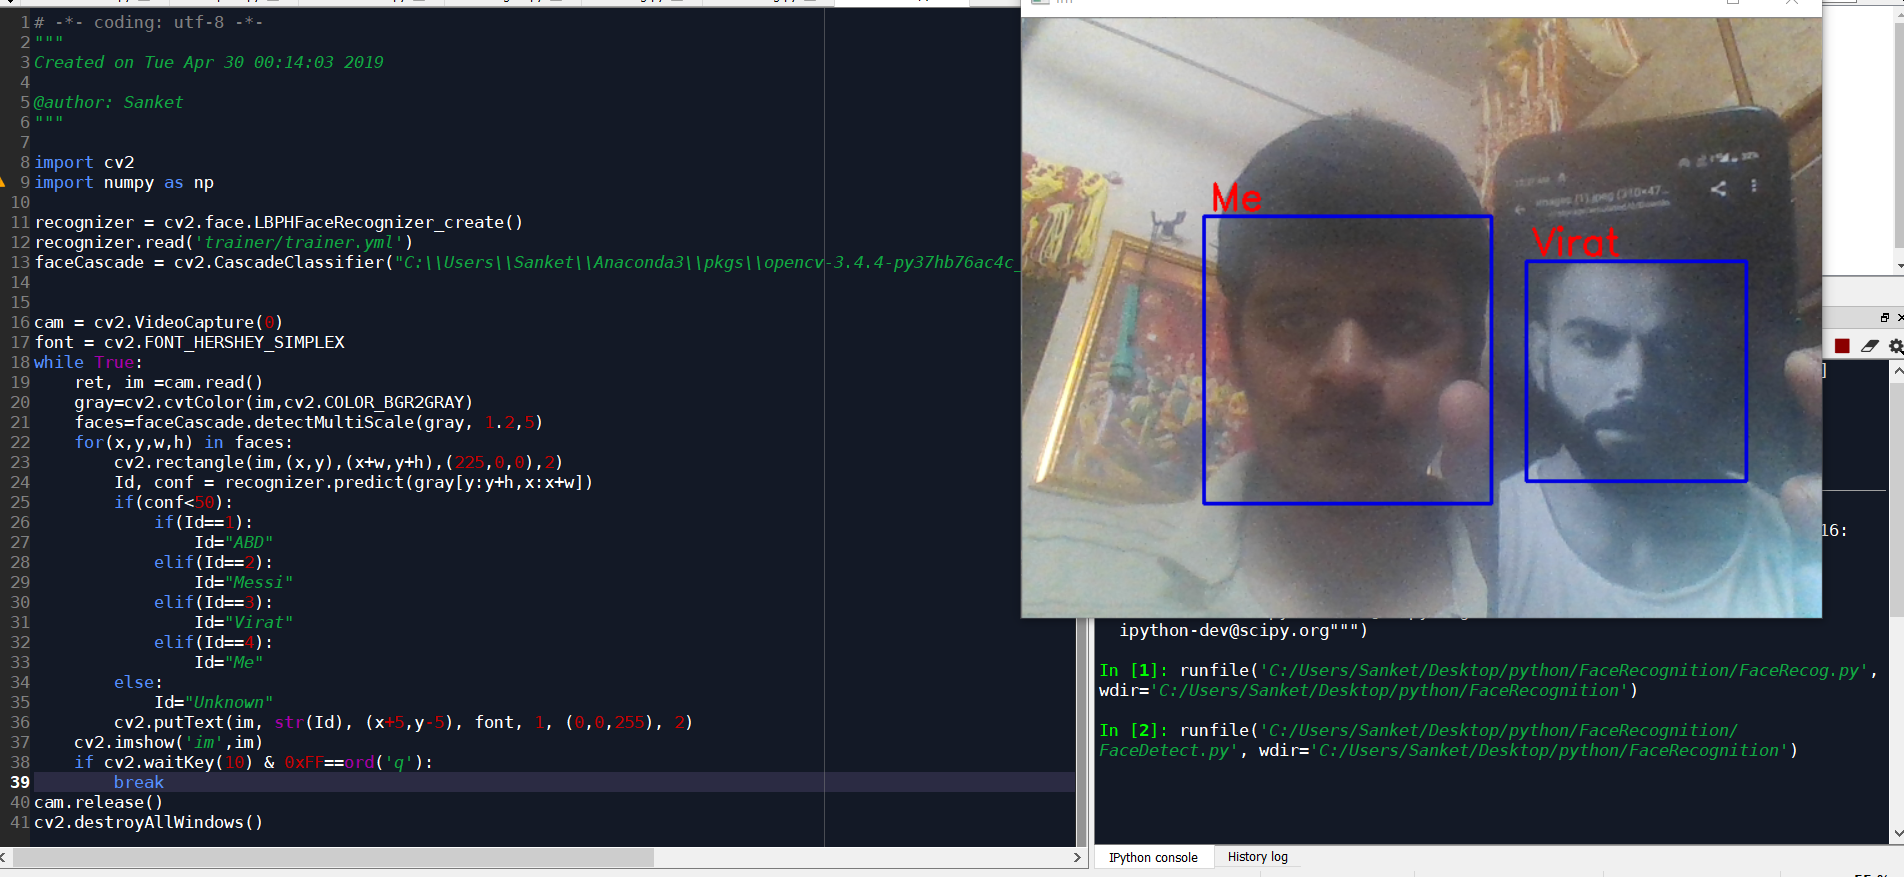 1 # -*- coding: utf-8 -*-
2 """
3 Created on Tue Apr 30 00:14:03 2019
4
5 @author: Sanket
6 """
7
8 import cv2
9 import numpy as np
10
11 recognizer = cv2.face.LBPHFaceRecognizer_create()
12 recognizer.read('trainer/trainer.yml')
13 faceCascade = cv2.CascadeClassifier("C:\\Users\\Sanket\\Anaconda3\\pkgs\\opencv-3.4.4-py37hb76ac4c_
14
15
16 cam = cv2.VideoCapture(0)
17 font = cv2.FONT_HERSHEY_SIMPLEX
18 while True:
19     ret, im =cam.read()
20     gray=cv2.cvtColor(im,cv2.COLOR_BGR2GRAY)
21     faces=faceCascade.detectMultiScale(gray, 1.2,5)
22     for(x,y,w,h) in faces:
23         cv2.rectangle(im,(x,y),(x+w,y+h),(225,0,0),2)
24         Id, conf = recognizer.predict(gray[y:y+h,x:x+w])
25         if(conf<50):
26             if(Id==1):
27                 Id="ABD"
28             elif(Id==2):
29                 Id="Messi"
30             elif(Id==3):
31                 Id="Virat"
32             elif(Id==4):
33                 Id="Me"
34         else:
35             Id="Unknown"
36         cv2.putText(im, str(Id), (x+5,y-5), font, 1, (0,0,255), 2)
37     cv2.imshow('im',im)
38     if cv2.waitKey(10) & 0xFF==ord('q'):
39         break
40 cam.release()
41 cv2.destroyAllWindows()
Me
Virat
]
16:
ipython-dev@scipy.org""")
In [1]: runfile('C:/Users/Sanket/Desktop/python/FaceRecognition/FaceRecog.py',
wdir='C:/Users/Sanket/Desktop/python/FaceRecognition')
In [2]: runfile('C:/Users/Sanket/Desktop/python/FaceRecognition/
FaceDetect.py', wdir='C:/Users/Sanket/Desktop/python/FaceRecognition')
IPython console
History log